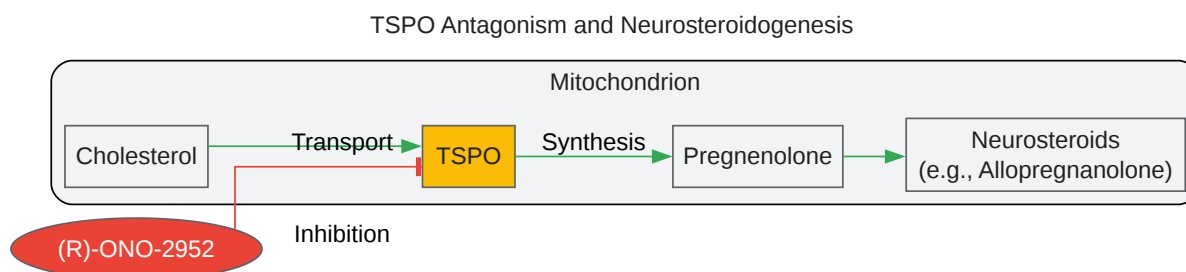 TSPO Antagonism and Neurosteroidogenesis
Mitochondrion
Cholesterol
Transport
TSPO
Synthesis
Pregnenolone
Neurosteroids
(e.g., Allopregnanolone)
(R)-ONO-2952
Inhibition